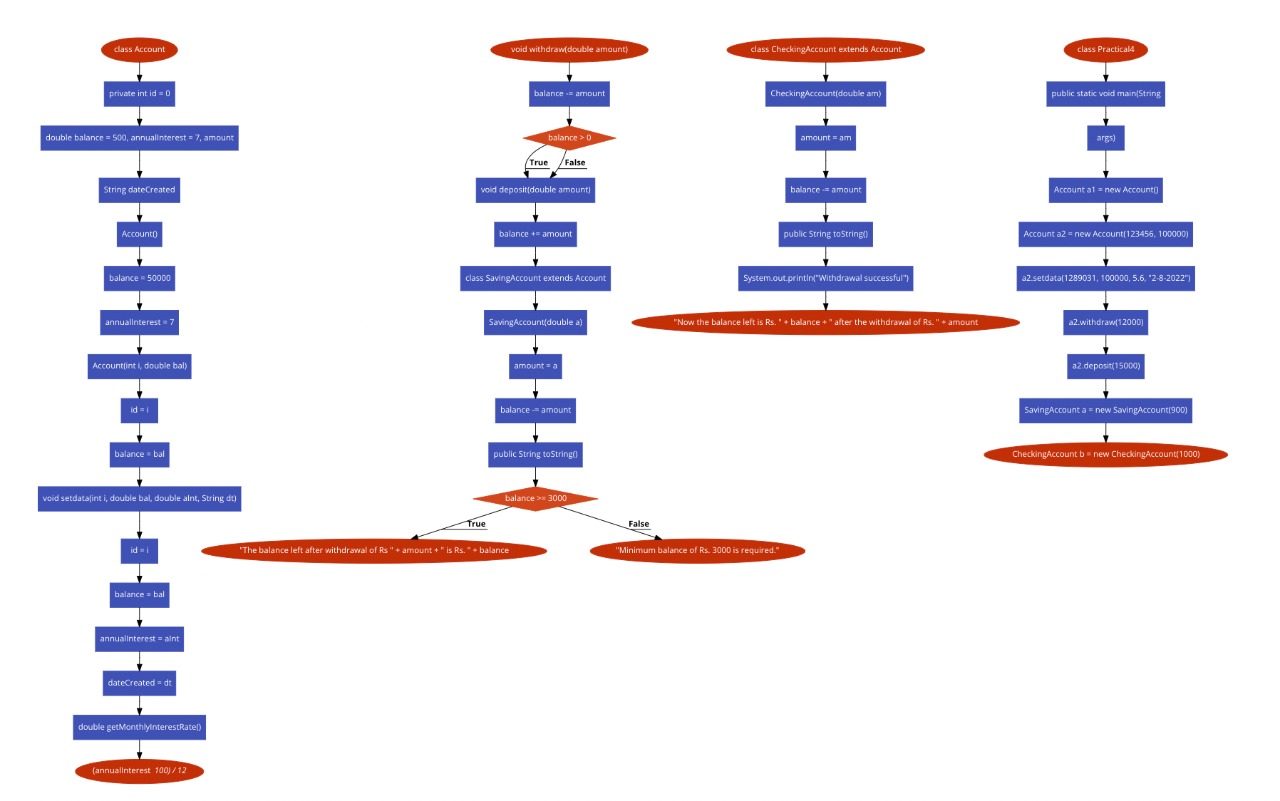 class Account
private int id = 0
double balance = 500, annualInterest = 7, amount
String dateCreated
Account()
balance = 50000
annualInterest = 7
Account(int i, double bal)
id = i
balance = bal
void setdata(int i, double bal, double aInt, String dt)
id = i
balance = bal
annualInterest = aInt
dateCreated = dt
double getMonthlyInterestRate()
(annualInterest 100) / 12
void withdraw(double amount)
balance -= amount
balance > 0
True
False
void deposit(double amount)
balance += amount
class SavingAccount extends Account
SavingAccount(double a)
amount = a
balance -= amount
public String toString()
balance >= 3000
True
False
"The balance left after withdrawal of Rs " + amount + " is Rs. " + balance
"Minimum balance of Rs. 3000 is required."
class CheckingAccount extends Account
CheckingAccount(double am)
amount = am
balance -= amount
public String toString()
System.out.println("Withdrawal successful")
"Now the balance left is Rs. " + balance + " after the withdrawal of Rs. " + amount
class Practical4
public static void main(String
args)
Account a1 = new Account()
Account a2 = new Account(123456, 100000)
a2.setdata(1289031, 100000, 5.6, "2-8-2022")
a2.withdraw(12000)
a2.deposit(15000)
SavingAccount a = new SavingAccount(900)
CheckingAccount b = new CheckingAccount(1000)